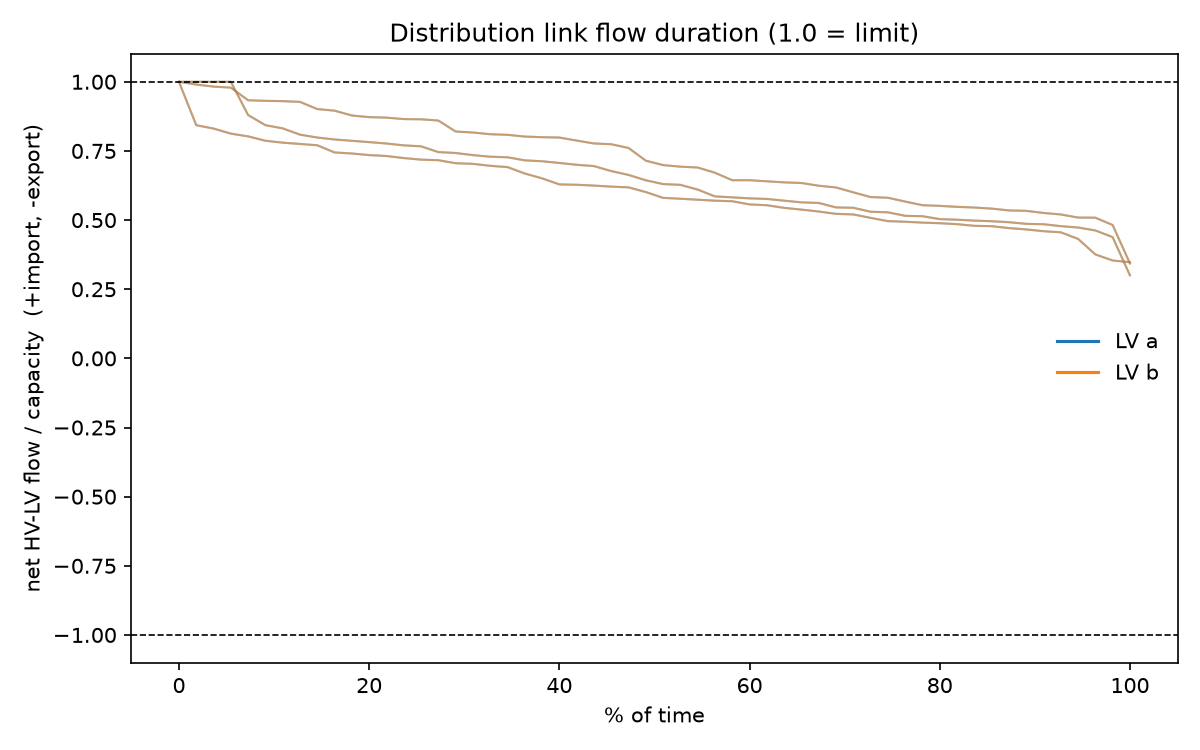 Distribution link flow duration (1.0 = limit)
net HV-LV flow / capacity  (+import, -export)
1.00
0.75
0.50
0.25
0.00
−0.25
−0.50
−0.75
−1.00
LV a
LV b
0 20 40 60 80 100
% of time